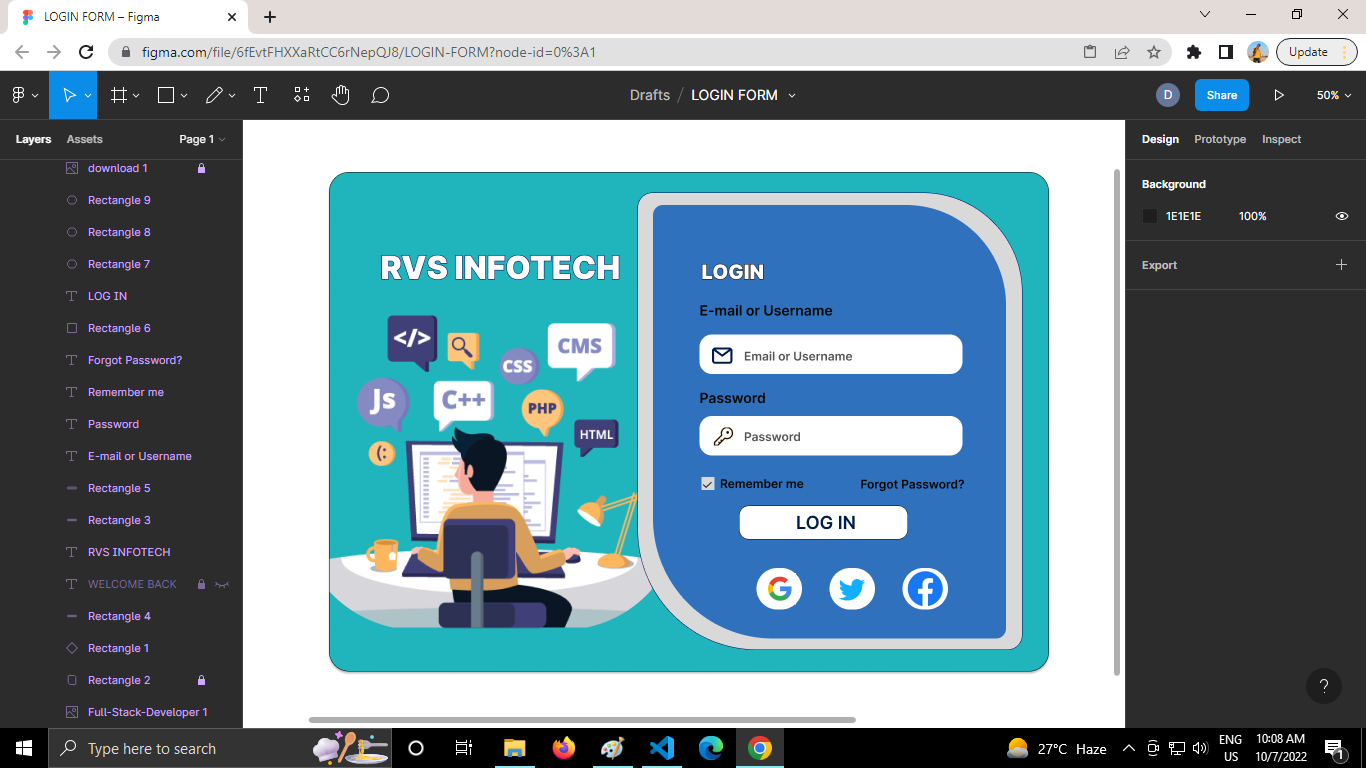 LOGIN FORM – Figma
figma.com/file/6fEvtFHXXaRtCC6rNepQJ8/LOGIN-FORM?node-id=0%3A1
Update
Drafts / LOGIN FORM
D
Share
50%
Layers
Assets
Page 1
Design
Prototype
Inspect
download 1
Rectangle 9
Rectangle 8
Rectangle 7
LOG IN
Rectangle 6
Forgot Password?
Remember me
Password
E-mail or Username
Rectangle 5
Rectangle 3
RVS INFOTECH
WELCOME BACK
Rectangle 4
Rectangle 1
Rectangle 2
Full-Stack-Developer 1
RVS INFOTECH
</>
CMS
CSS
Js
C++
PHP
HTML
(:
LOGIN
E-mail or Username
Email or Username
Password
Password
Remember me
Forgot Password?
LOG IN
Background
1E1E1E
100%
Export
?
Type here to search
27°C Haze
ENG
US
10:08 AM
10/7/2022
1